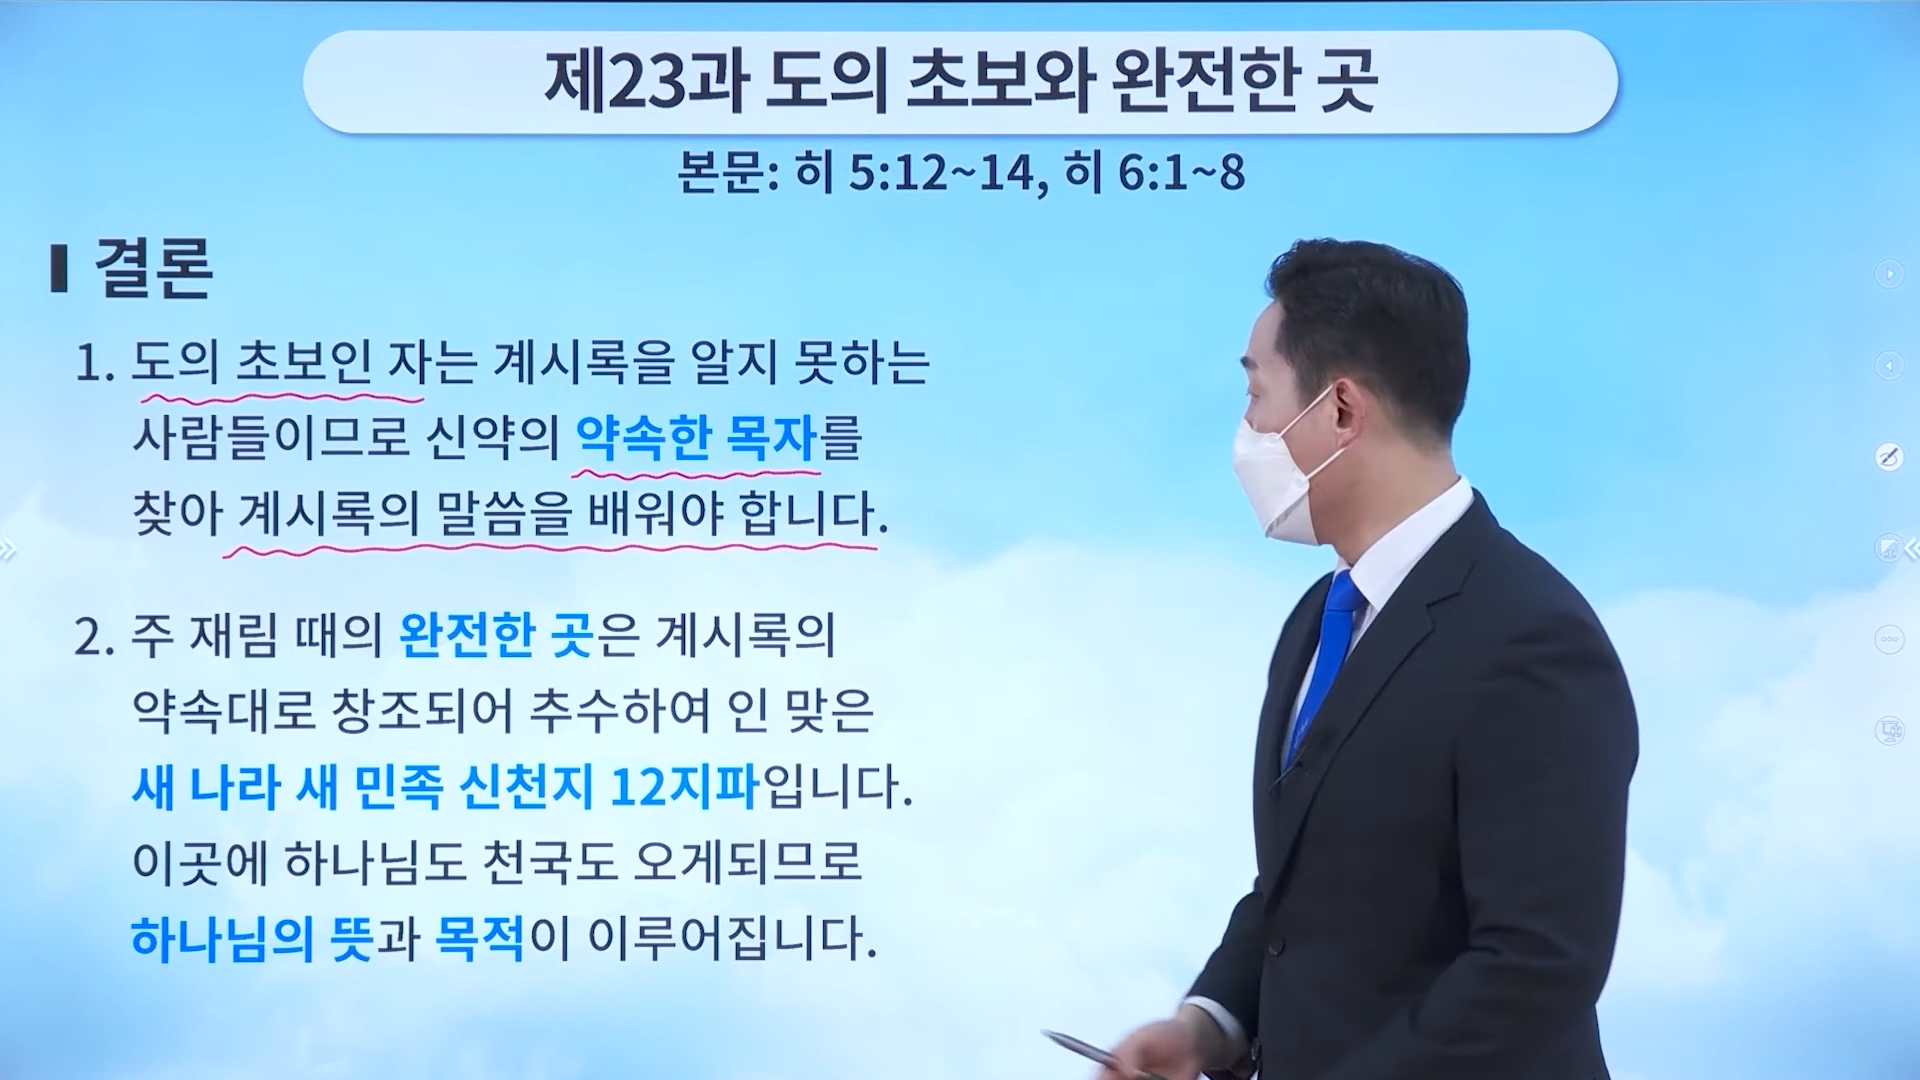 제23과 도의 초보와 완전한 곳
본문: 히 5:12~14, 히 6:1~8
결론
1. 도의 초보인 자는 계시록을 알지 못하는
사람들이므로 신약의 약속한 목자를
찾아 계시록의 말씀을 배워야 합니다.
2. 주 재림 때의 완전한 곳은 계시록의
약속대로 창조되어 추수하여 인 맞은
새 나라 새 민족 신천지 12지파입니다.
이곳에 하나님도 천국도 오게되므로
하나님의 뜻과 목적이 이루어집니다.